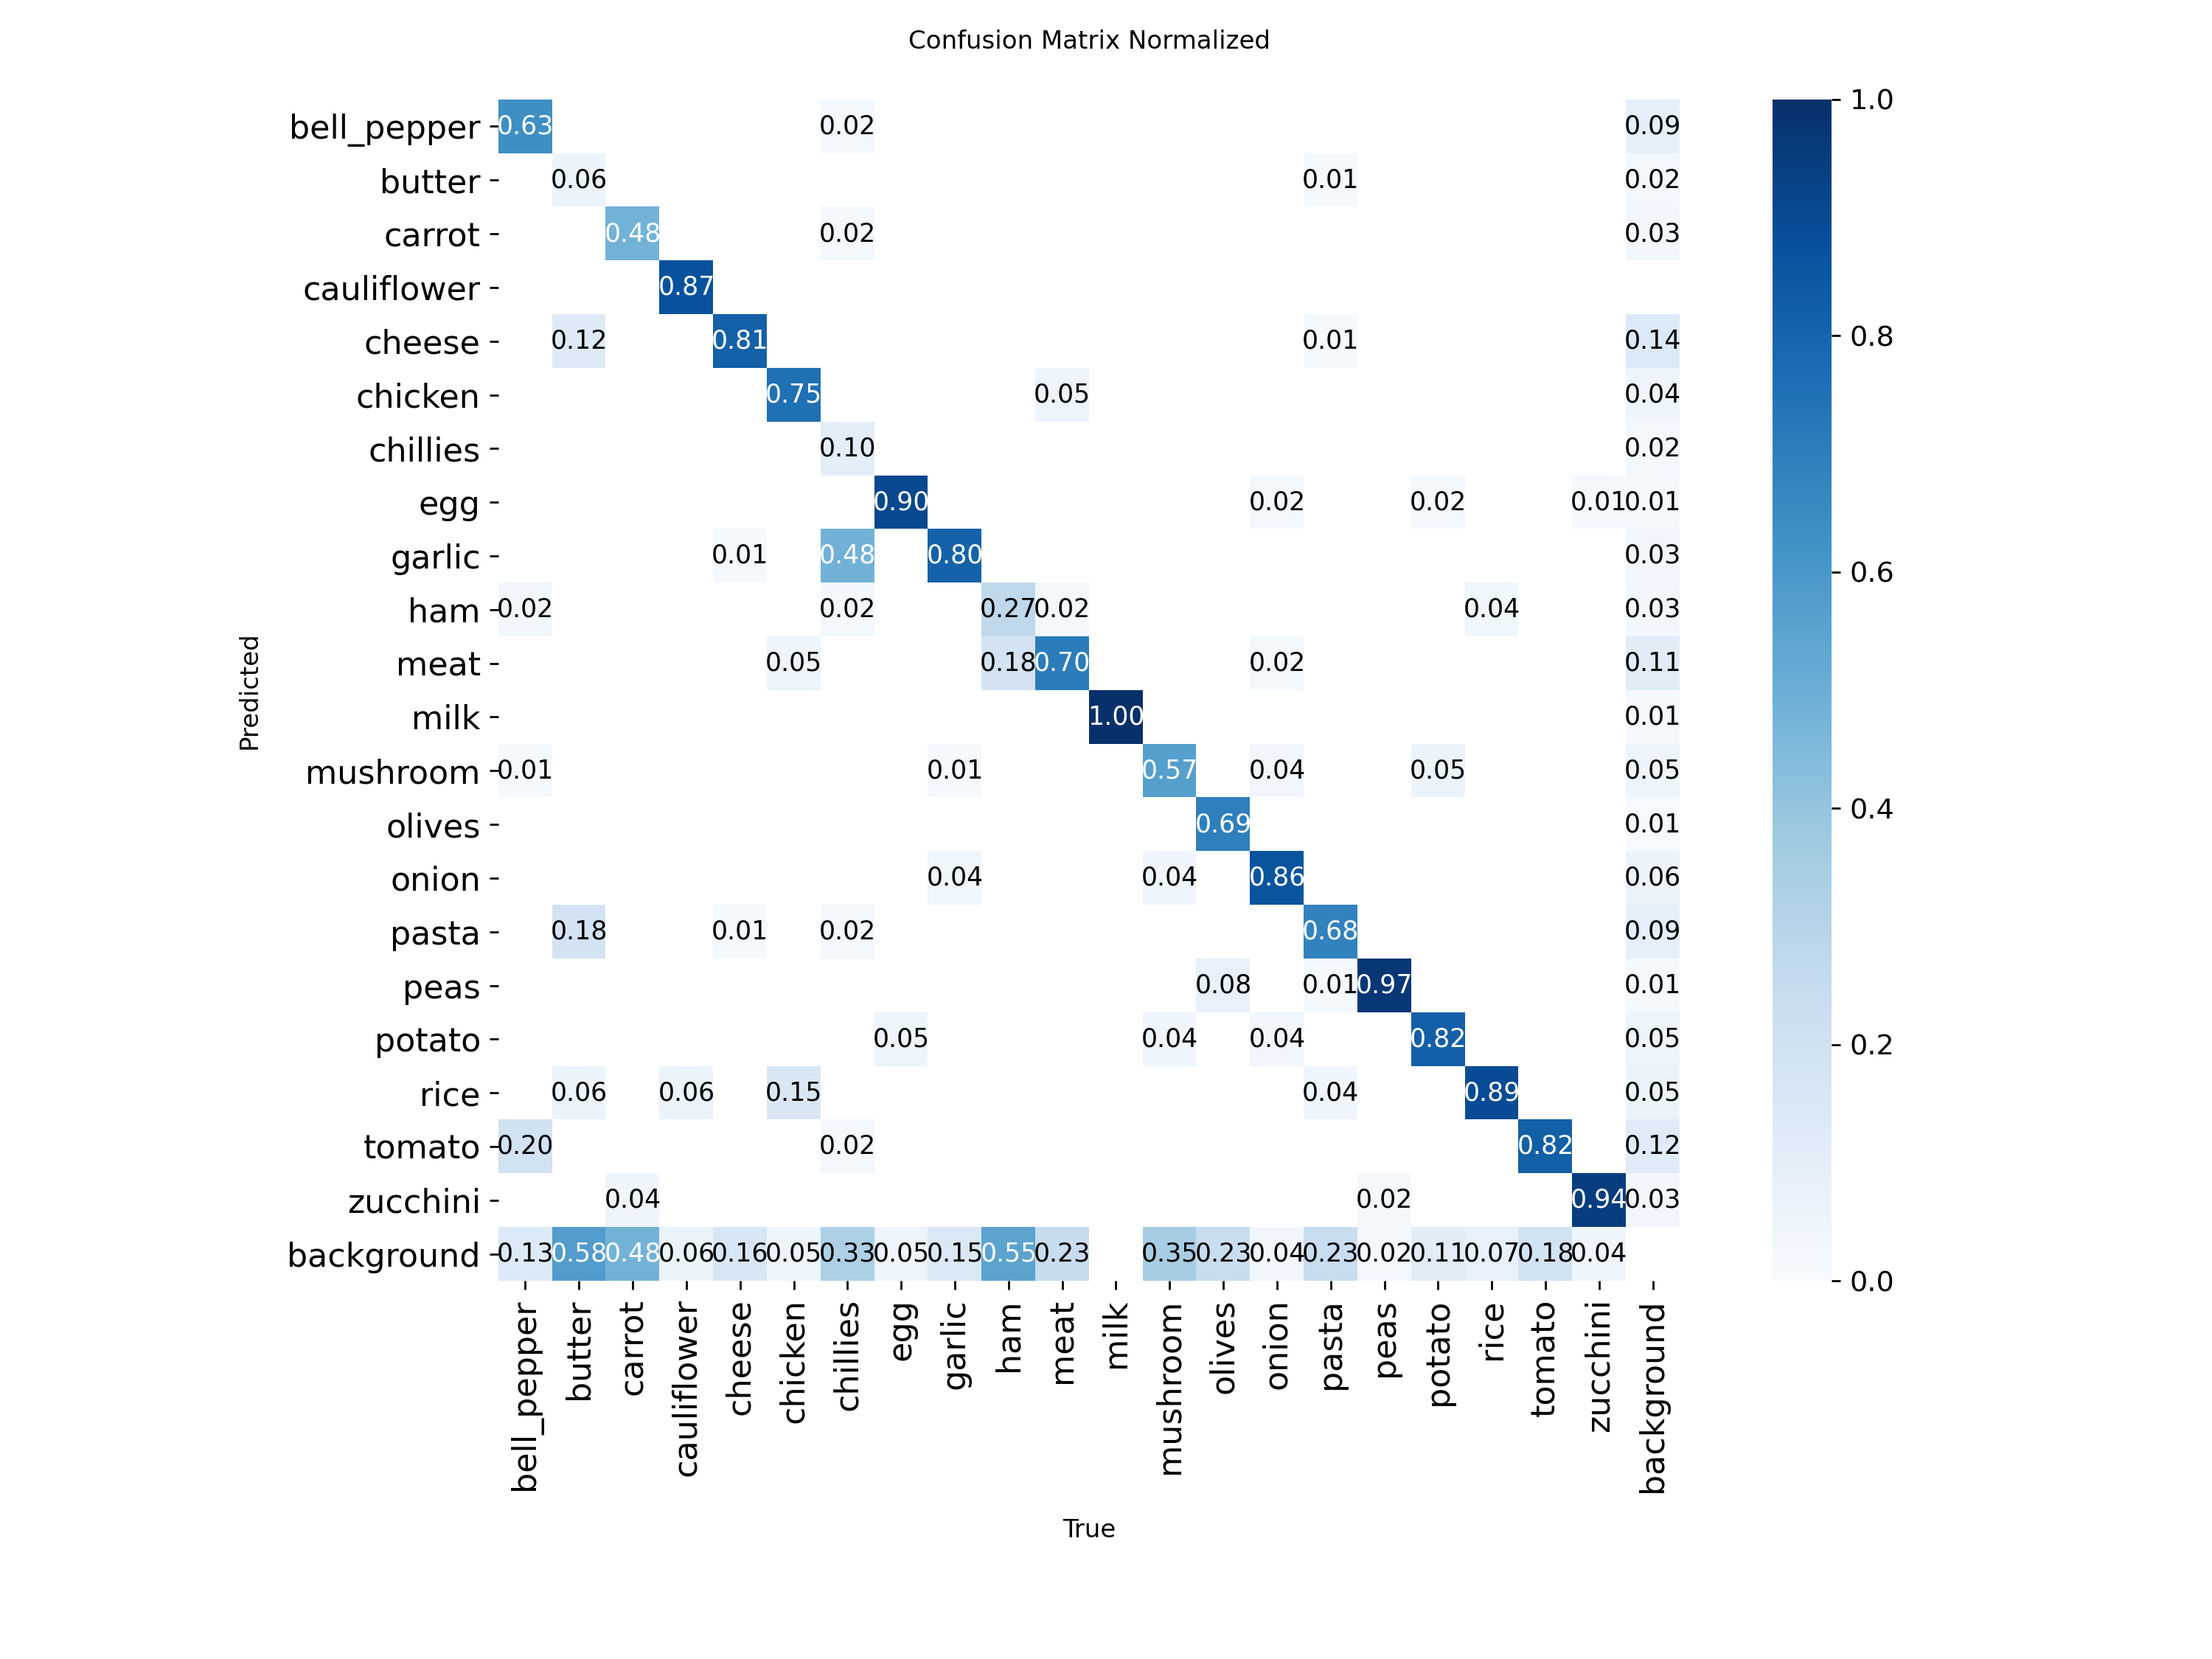 Confusion Matrix Normalized
bell_pepper 0.63 0.02 0.09
butter 0.06 0.01 0.02
carrot 0.48 0.02 0.03
cauliflower 0.87
cheese 0.12 0.81 0.01 0.14
chicken 0.75 0.05 0.04
chillies 0.10 0.02
egg 0.90 0.02 0.02 0.01 0.01
garlic 0.01 0.48 0.80 0.03
ham 0.02 0.02 0.27 0.02 0.04 0.03
meat 0.05 0.18 0.70 0.02 0.11
milk 1.00 0.01
mushroom 0.01 0.01 0.57 0.04 0.05 0.05
olives 0.69 0.01
onion 0.04 0.04 0.86 0.06
pasta 0.18 0.01 0.02 0.68 0.09
peas 0.08 0.01 0.97 0.01
potato 0.05 0.04 0.04 0.82 0.05
rice 0.06 0.06 0.15 0.04 0.89 0.05
tomato 0.20 0.02 0.82 0.12
zucchini 0.04 0.02 0.94 0.03
background 0.13 0.58 0.48 0.06 0.16 0.05 0.33 0.05 0.15 0.55 0.23 0.35 0.23 0.04 0.23 0.02 0.11 0.07 0.18 0.04
bell_pepper butter carrot cauliflower cheese chicken chillies egg garlic ham meat milk mushroom olives onion pasta peas potato rice tomato zucchini background
True
Predicted
1.0
0.8
0.6
0.4
0.2
0.0